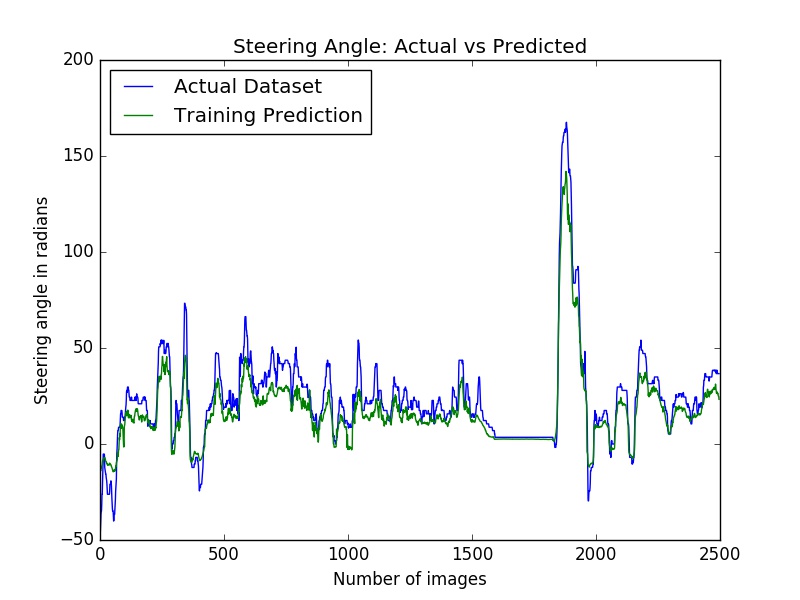 Steering Angle: Actual vs Predicted
Actual Dataset
Training Prediction
200
150
100
50
0
−50
Steering angle in radians
0 500 1000 1500 2000 2500
Number of images